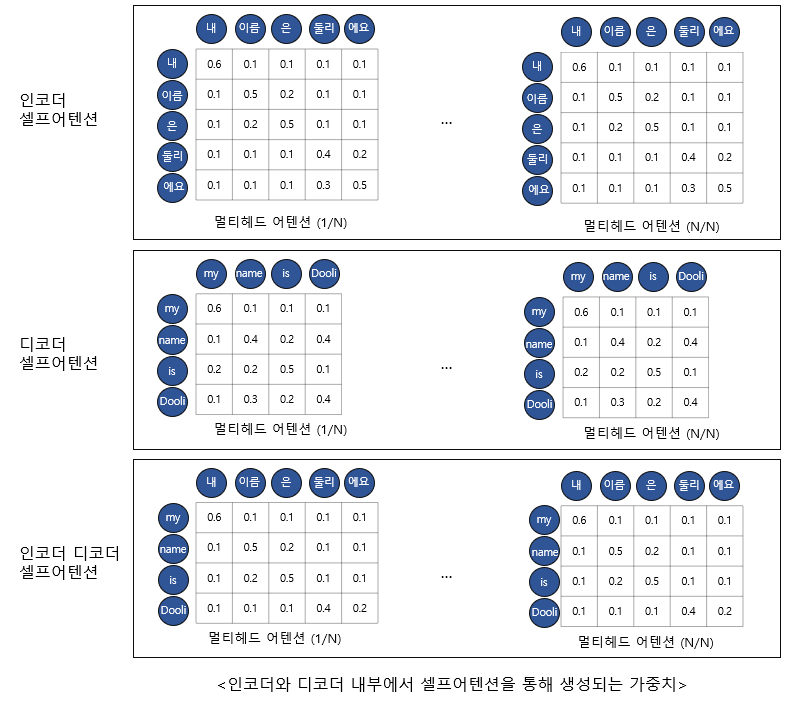 내 이름 은 둘리 에요
내 0.6 0.1 0.1 0.1 0.1
이름 0.1 0.5 0.2 0.1 0.1
은 0.1 0.2 0.5 0.1 0.1
둘리 0.1 0.1 0.1 0.4 0.2
에요 0.1 0.1 0.1 0.3 0.5
멀티헤드 어텐션 (1/N)
인코더
셀프어텐션
...
내 이름 은 둘리 에요
내 0.6 0.1 0.1 0.1 0.1
이름 0.1 0.5 0.2 0.1 0.1
은 0.1 0.2 0.5 0.1 0.1
둘리 0.1 0.1 0.1 0.4 0.2
에요 0.1 0.1 0.1 0.3 0.5
멀티헤드 어텐션 (N/N)
my name is Dooli
my 0.6 0.1 0.1 0.1
name 0.1 0.4 0.2 0.4
is 0.2 0.2 0.5 0.1
Dooli 0.1 0.3 0.2 0.4
멀티헤드 어텐션 (1/N)
디코더
셀프어텐션
...
my name is Dooli
my 0.6 0.1 0.1 0.1
name 0.1 0.4 0.2 0.4
is 0.2 0.2 0.5 0.1
Dooli 0.1 0.3 0.2 0.4
멀티헤드 어텐션 (N/N)
내 이름 은 둘리 에요
my 0.6 0.1 0.1 0.1 0.1
name 0.1 0.5 0.2 0.1 0.1
is 0.1 0.2 0.5 0.1 0.1
Dooli 0.1 0.1 0.1 0.4 0.2
멀티헤드 어텐션 (1/N)
인코더 디코더
셀프어텐션
...
내 이름 은 둘리 에요
my 0.6 0.1 0.1 0.1 0.1
name 0.1 0.5 0.2 0.1 0.1
is 0.1 0.2 0.5 0.1 0.1
Dooli 0.1 0.1 0.1 0.4 0.2
멀티헤드 어텐션 (N/N)
<인코더와 디코더 내부에서 셀프어텐션을 통해 생성되는 가중치>